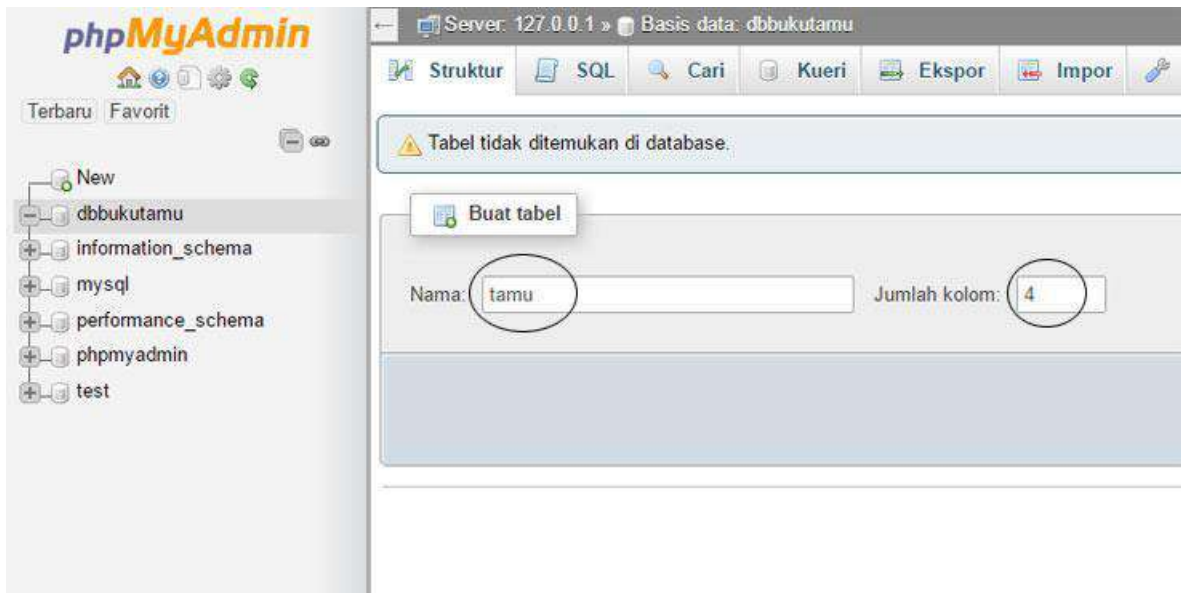 phpMyAdmin
Terbaru Favorit
New
dbbukutamu
information_schema
mysql
performance_schema
phpmyadmin
test
Server: 127.0.0.1 » Basis data: dbbukutamu
Struktur SQL Cari Kueri Ekspor Impor
Tabel tidak ditemukan di database.
Buat tabel
Nama: tamu Jumlah kolom: 4